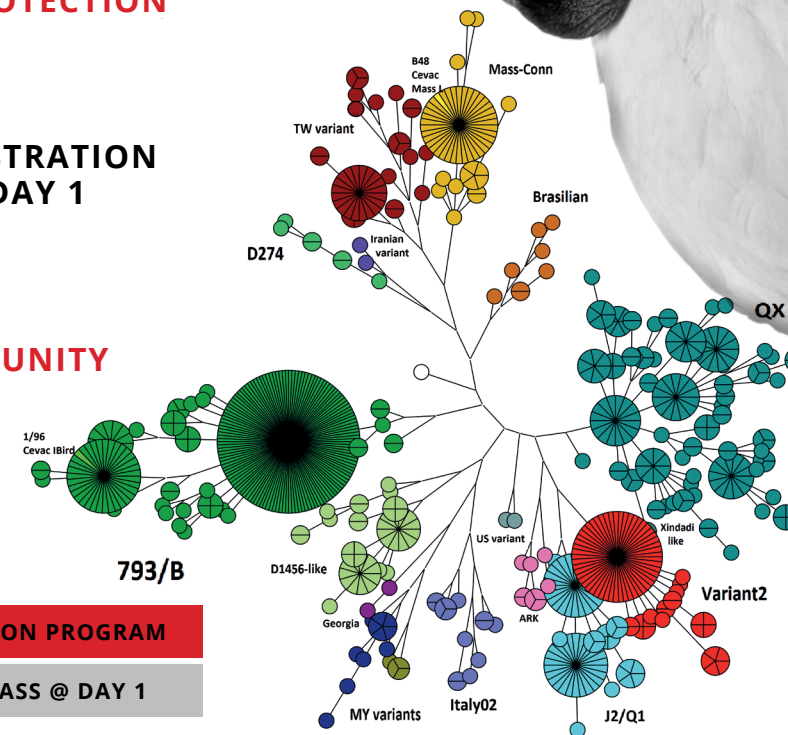 OTECTION
STRATION
DAY 1
UNITY
B48
Cevac
Mass L
Mass-Conn
TW variant
Brasilian
D274
Iranian
variant
QX
1/96
Cevac IBird
793/B
D1456-like
US variant
Xindadi
like
Variant2
ARK
Georgia
MY variants
Italy02
J2/Q1
ON PROGRAM
ASS @ DAY 1